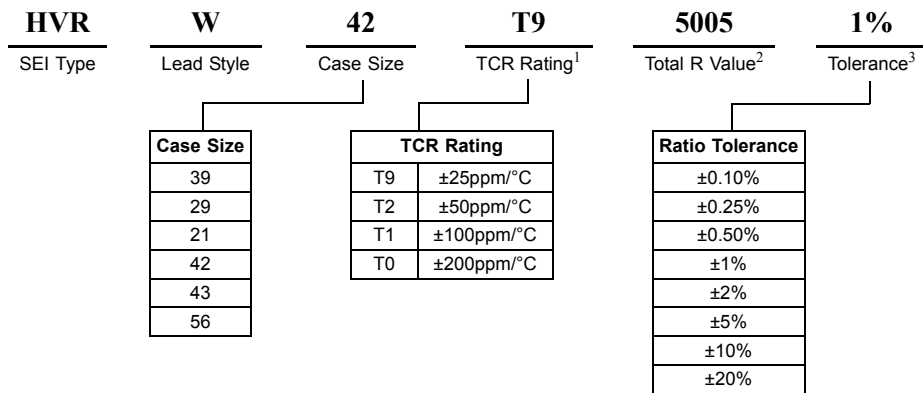 HVR W 42 T9 5005 1%
SEI Type Lead Style Case Size TCR Rating1 Total R Value2 Tolerance3
Case Size
39
29
21
42
43
56
TCR Rating
T9 ±25ppm/°C
T2 ±50ppm/°C
T1 ±100ppm/°C
T0 ±200ppm/°C
Ratio Tolerance
±0.10%
±0.25%
±0.50%
±1%
±2%
±5%
±10%
±20%